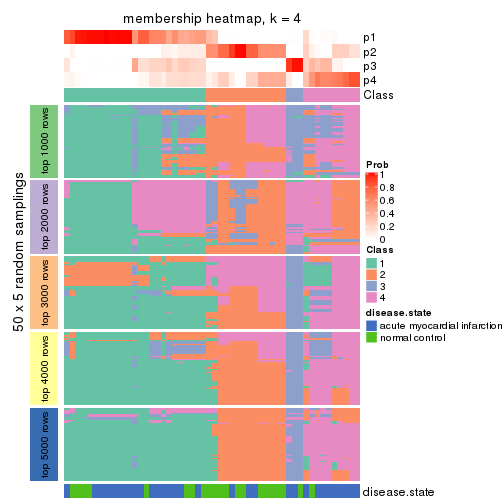 membership heatmap, k = 4
p1
p2
p3
p4
Class
50 x 5 random samplings
top 1000 rows
top 2000 rows
top 3000 rows
top 4000 rows
top 5000 rows
disease.state
Prob
1
0.8
0.6
0.4
0.2
0
Class
1
2
3
4
disease.state
acute myocardial infarction
normal control